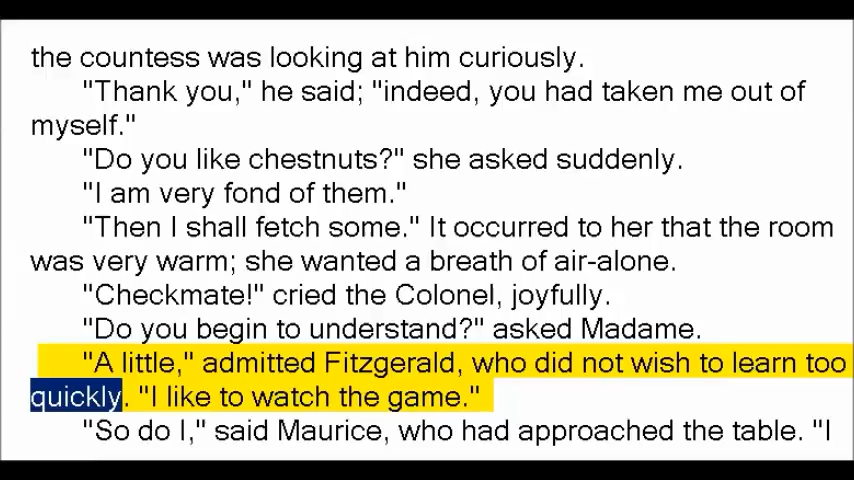 the countess was looking at him curiously.
"Thank you," he said; "indeed, you had taken me out of
myself."
"Do you like chestnuts?" she asked suddenly.
"I am very fond of them."
"Then I shall fetch some." It occurred to her that the room
was very warm; she wanted a breath of air-alone.
"Checkmate!" cried the Colonel, joyfully.
"Do you begin to understand?" asked Madame.
"A little," admitted Fitzgerald, who did not wish to learn too
quickly. "I like to watch the game."
"So do I," said Maurice, who had approached the table. "I